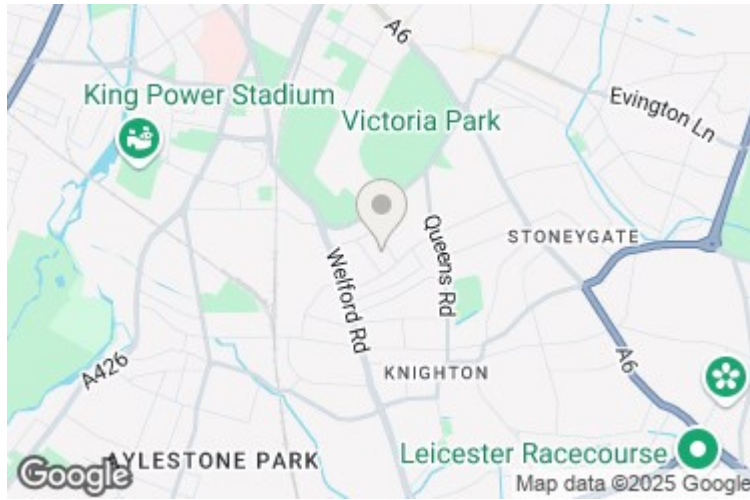 A6
King Power Stadium
Victoria Park
Evington Ln
Queens Rd
STONEYGATE
Welford Rd
A6
A426
KNIGHTON
AYLESTONE PARK
Leicester Racecourse
Google
Map data ©2025 Google